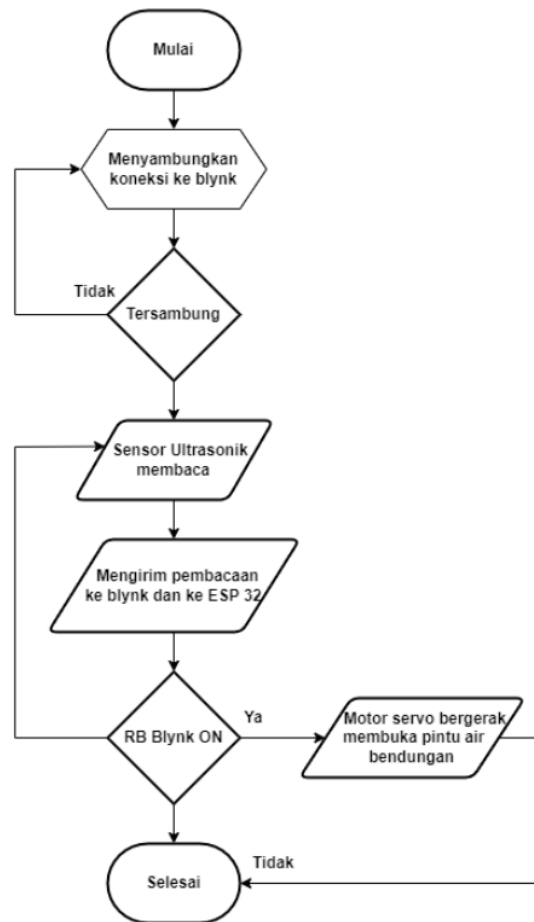 Mulai
Menyambungkan
koneksi ke blynk
Tidak
Tersambung
Sensor Ultrasonik
membaca
Mengirim pembacaan
ke blynk dan ke ESP 32
RB Blynk ON
Ya
Motor servo bergerak
membuka pintu air
bendungan
Selesai
Tidak